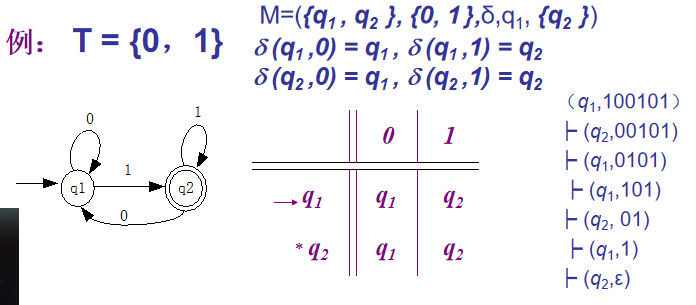 例： T = {0，1}
M=({q₁ , q₂ }, {0, 1},δ,q₁, {q₂ })
δ(q₁,0) = q₁ , δ(q₁,1) = q₂
δ(q₂,0) = q₁ , δ(q₂,1) = q₂
0
1
q1
1
q2
0
0 1
→q₁ q₁ q₂
*q₂ q₁ q₂
（q₁,100101）
├ (q₂,00101)
├ (q₁,0101)
├ (q₁,101)
├ (q₂, 01)
├ (q₁,1)
├ (q₂,ε)